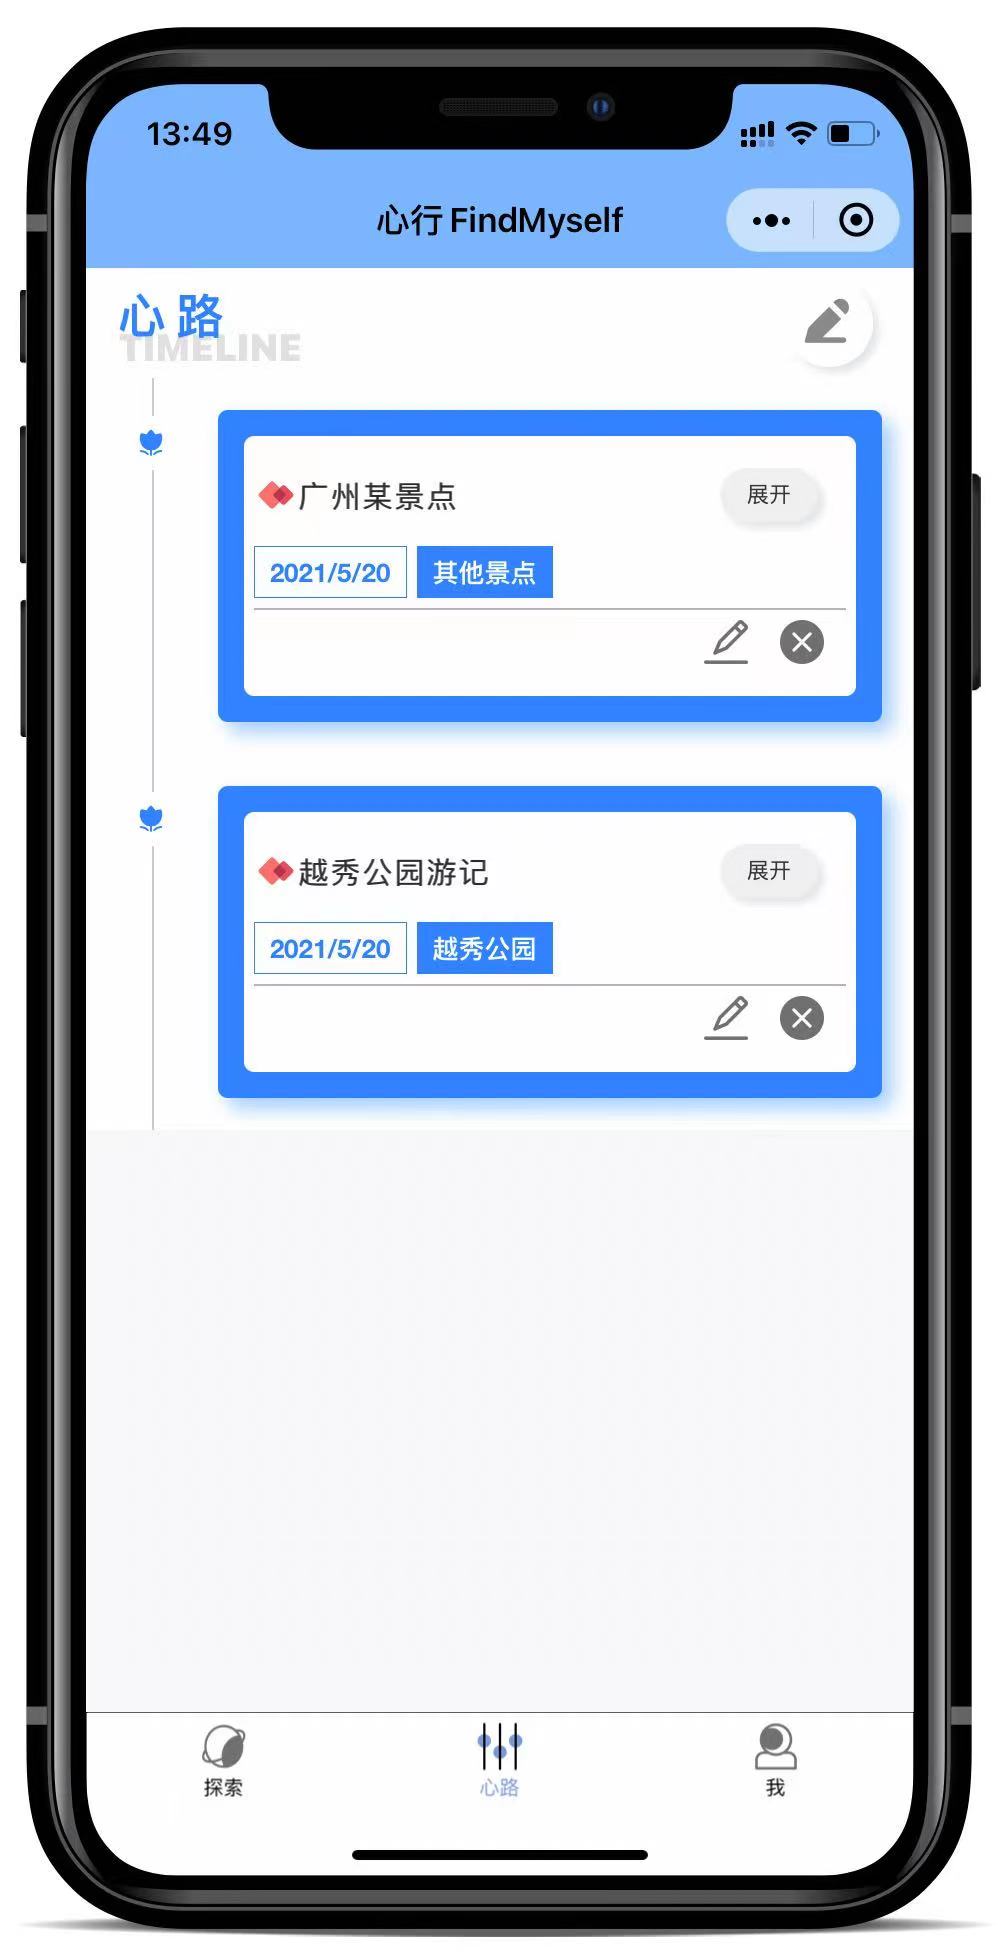 13:49
心行 FindMyself
心路
TIMELINE
广州某景点
展开
2021/5/20
其他景点
越秀公园游记
展开
2021/5/20
越秀公园
探索
心路
我